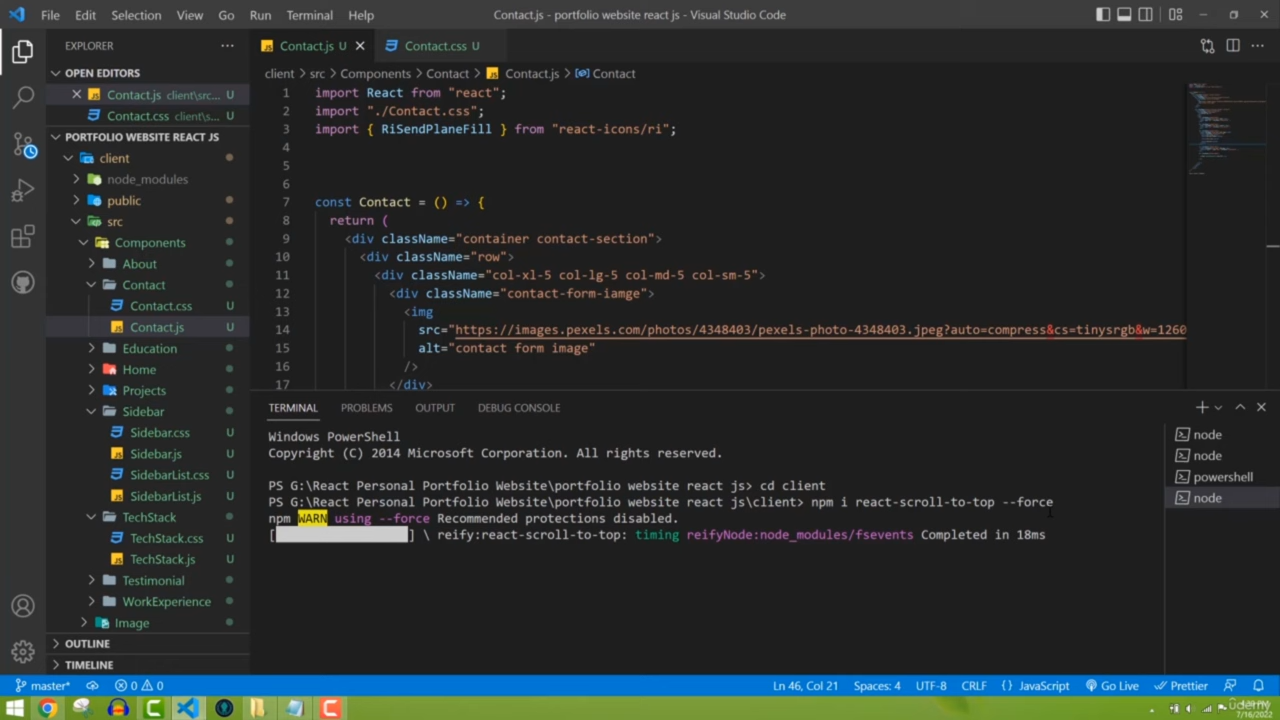 File Edit Selection View Go Run Terminal Help
Contact.js - portfolio website react js - Visual Studio Code
EXPLORER
OPEN EDITORS
Contact.js client\src... U
Contact.css client\s... U
PORTFOLIO WEBSITE REACT JS
client
node_modules
public
src
Components
About
Contact
Contact.css U
Contact.js U
Education
Home
Projects
Sidebar
Sidebar.css U
Sidebar.js U
SidebarList.css U
SidebarList.js U
TechStack
TechStack.css U
TechStack.js U
Testimonial
WorkExperience
Image
OUTLINE
TIMELINE
Contact.js U
Contact.css U
client > src > Components > Contact > Contact.js > Contact
1 import React from "react";
2 import "./Contact.css";
3 import { RiSendPlaneFill } from "react-icons/ri";
4
5
6
7 const Contact = () => {
8 return (
9 <div className="container contact-section">
10 <div className="row">
11 <div className="col-xl-5 col-lg-5 col-md-5 col-sm-5">
12 <div className="contact-form-iamge">
13 <img
14 src="https://images.pexels.com/photos/4348403/pexels-photo-4348403.jpeg?auto=compress&cs=tinysrgb&w=1260
15 alt="contact form image"
16 />
17 </div>
TERMINAL PROBLEMS OUTPUT DEBUG CONSOLE
Windows PowerShell
Copyright (C) 2014 Microsoft Corporation. All rights reserved.
PS G:\React Personal Portfolio Website\portfolio website react js> cd client
PS G:\React Personal Portfolio Website\portfolio website react js\client> npm i react-scroll-to-top --force
npm WARN using --force Recommended protections disabled.
[ ] \ reify:react-scroll-to-top: timing reifyNode:node_modules/fsevents Completed in 18ms
node
node
powershell
node
master* 0 0
Ln 46, Col 21 Spaces: 4 UTF-8 CRLF {} JavaScript Go Live Prettier
udemy
7/16/2022